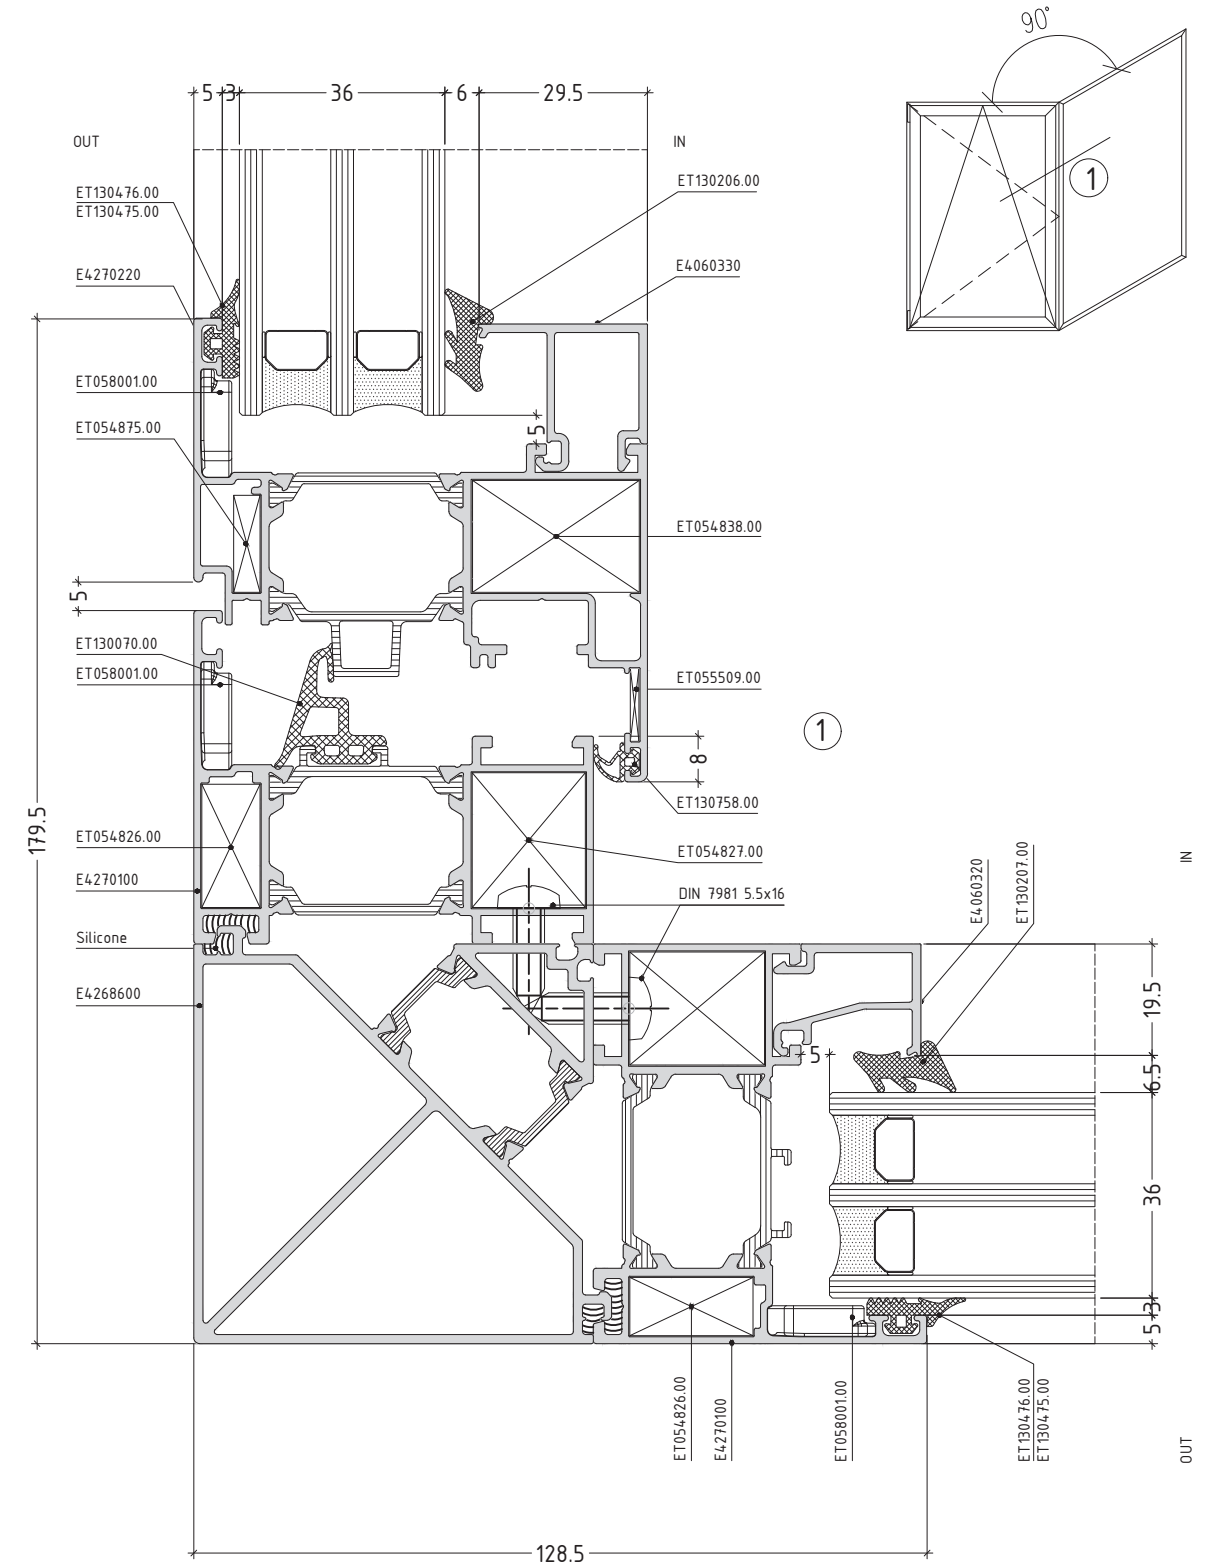 90°
5 3 36 6 29.5
OUT
IN
ET130476.00
ET130475.00
ET130206.00
1
E4270220
E4060330
ET058001.00
ET054875.00
5
ET054838.00
5
ET130070.00
ET058001.00
ET055509.00
1
8
ET130758.00
179.5
ET054826.00
ET054827.00
E4270100
DIN 7981 5.5x16
Silicone
E4268600
E4060320
ET130207.00
IN
19.5
5
6.5
36
3
5
ET054826.00
E4270100
ET058001.00
ET130476.00
ET130475.00
OUT
128.5